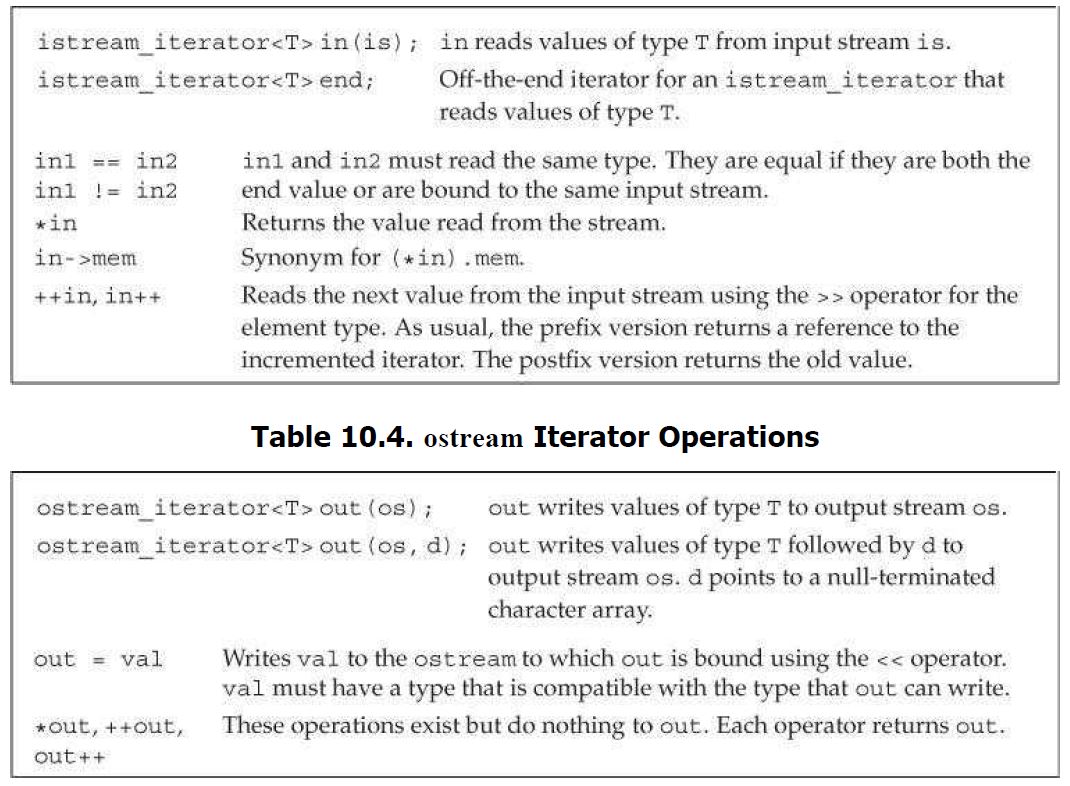 istream_iterator<T> in(is); in reads values of type T from input stream is.
istream_iterator<T> end; Off-the-end iterator for an istream_iterator that
reads values of type T.
in1 == in2 in1 and in2 must read the same type. They are equal if they are both the
in1 != in2 end value or are bound to the same input stream.
*in Returns the value read from the stream.
in->mem Synonym for (*in).mem.
++in, in++ Reads the next value from the input stream using the >> operator for the
element type. As usual, the prefix version returns a reference to the
incremented iterator. The postfix version returns the old value.
Table 10.4. ostream Iterator Operations
ostream_iterator<T> out(os); out writes values of type T to output stream os.
ostream_iterator<T> out(os, d); out writes values of type T followed by d to
output stream os. d points to a null-terminated
character array.
out = val Writes val to the ostream to which out is bound using the << operator.
val must have a type that is compatible with the type that out can write.
*out, ++out, These operations exist but do nothing to out. Each operator returns out.
out++